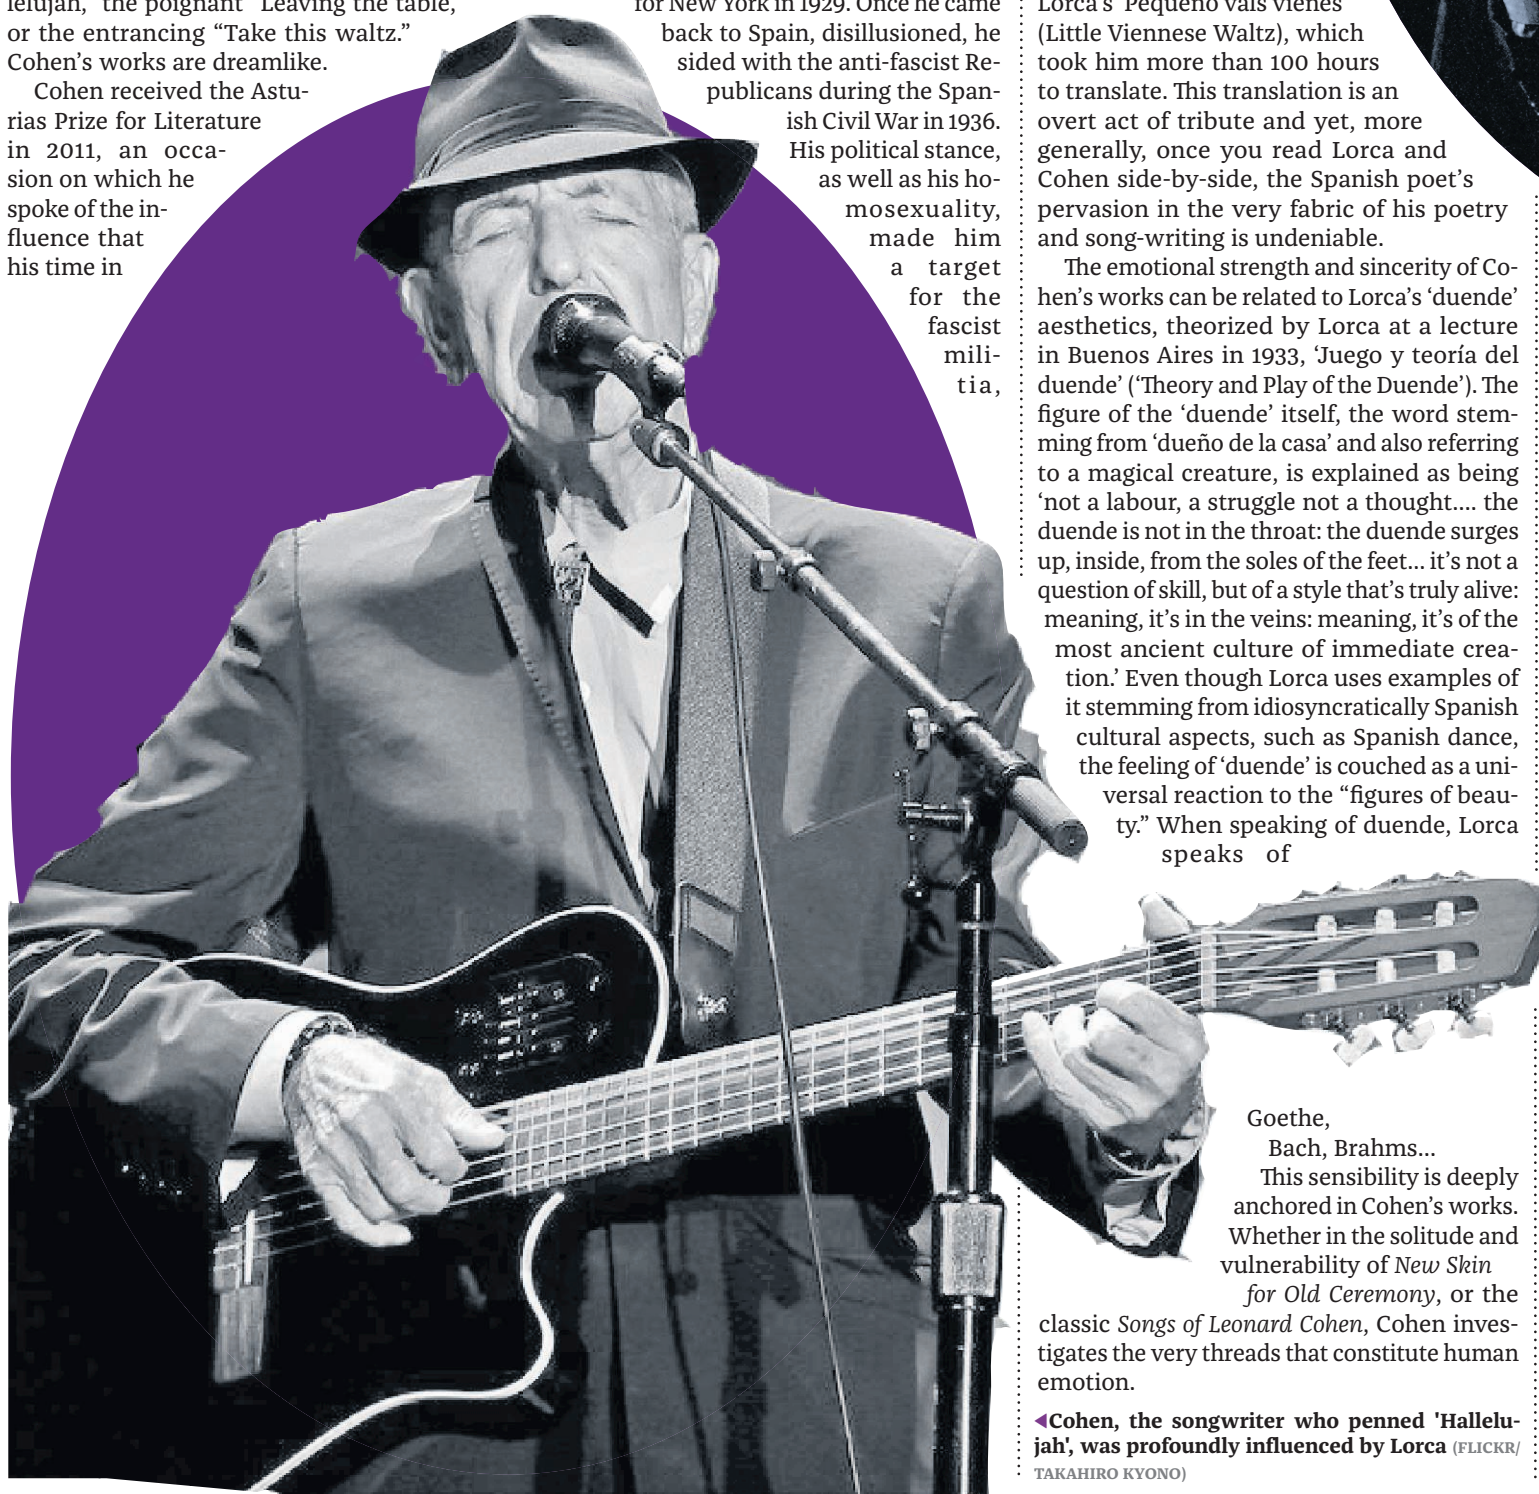 lelujah," the poignant "Leaving the table,
or the entrancing “Take this waltz.”
Cohen’s works are dreamlike.
Cohen received the Astu-
rias Prize for Literature
in 2011, an occa-
sion on which he
spoke of the in-
fluence that
his time in
for New York in 1929. Once he came
back to Spain, disillusioned, he
sided with the anti-fascist Re-
publicans during the Span-
ish Civil War in 1936.
His political stance,
as well as his ho-
mosexuality,
made him
a target
for the
fascist
mili-
tia,
Lorca’s ‘Pequeño vals vienés’
(Little Viennese Waltz), which
took him more than 100 hours
to translate. This translation is an
overt act of tribute and yet, more
generally, once you read Lorca and
Cohen side-by-side, the Spanish poet’s
pervasion in the very fabric of his poetry
and song-writing is undeniable.
The emotional strength and sincerity of Co-
hen’s works can be related to Lorca’s ‘duende’
aesthetics, theorized by Lorca at a lecture
in Buenos Aires in 1933, ‘Juego y teoría del
duende’ (‘Theory and Play of the Duende’). The
figure of the ‘duende’ itself, the word stem-
ming from ‘dueño de la casa’ and also referring
to a magical creature, is explained as being
‘not a labour, a struggle not a thought.... the
duende is not in the throat: the duende surges
up, inside, from the soles of the feet... it’s not a
question of skill, but of a style that’s truly alive:
meaning, it’s in the veins: meaning, it’s of the
most ancient culture of immediate crea-
tion.’ Even though Lorca uses examples of
it stemming from idiosyncratically Spanish
cultural aspects, such as Spanish dance,
the feeling of ‘duende’ is couched as a uni-
versal reaction to the “figures of beau-
ty.” When speaking of duende, Lorca
speaks of
Goethe,
Bach, Brahms...
This sensibility is deeply
anchored in Cohen’s works.
Whether in the solitude and
vulnerability of New Skin
for Old Ceremony, or the
classic Songs of Leonard Cohen, Cohen inves-
tigates the very threads that constitute human
emotion.
◀Cohen, the songwriter who penned 'Hallelu-
jah', was profoundly influenced by Lorca (FLICKR/
TAKAHIRO KYONO)